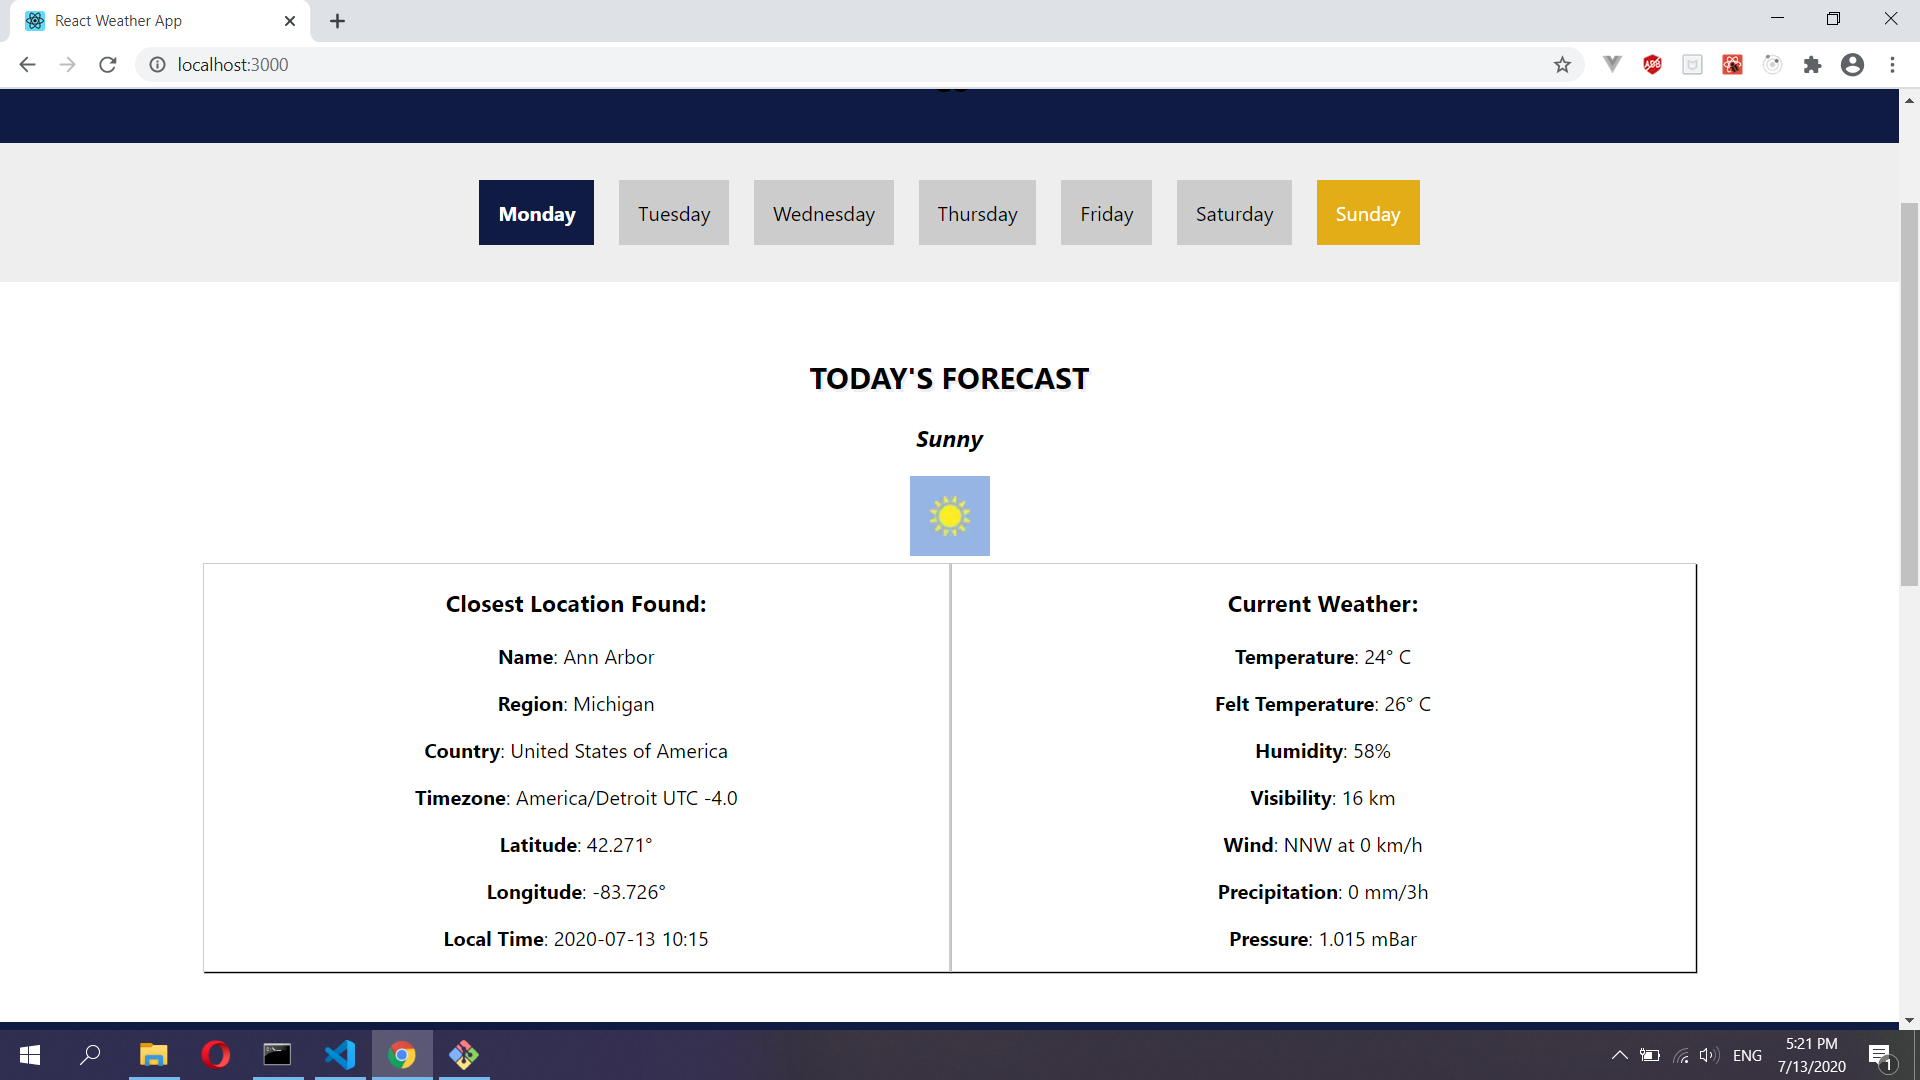 React Weather App
localhost:3000
ABP
Monday
Tuesday
Wednesday
Thursday
Friday
Saturday
Sunday
TODAY'S FORECAST
Sunny
Closest Location Found:
Name: Ann Arbor
Region: Michigan
Country: United States of America
Timezone: America/Detroit UTC -4.0
Latitude: 42.271°
Longitude: -83.726°
Local Time: 2020-07-13 10:15
Current Weather:
Temperature: 24° C
Felt Temperature: 26° C
Humidity: 58%
Visibility: 16 km
Wind: NNW at 0 km/h
Precipitation: 0 mm/3h
Pressure: 1.015 mBar
ENG
5:21 PM
7/13/2020
1